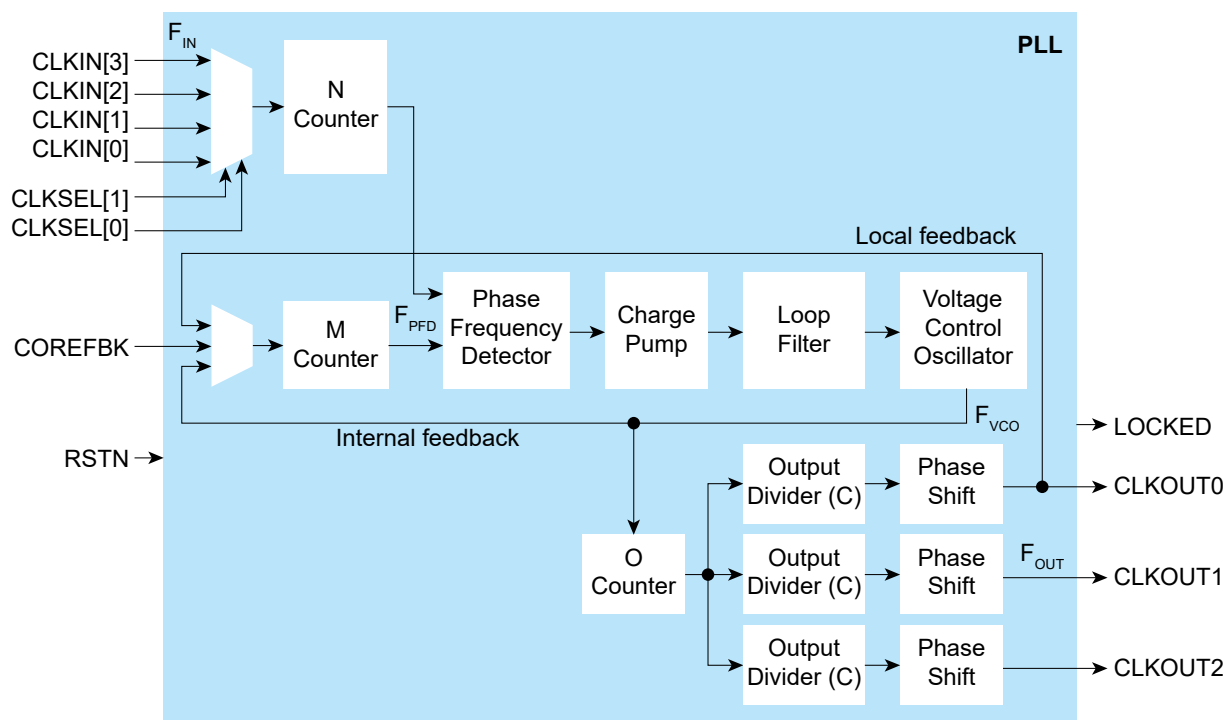 F_IN
PLL
CLKIN[3]
CLKIN[2]
CLKIN[1]
CLKIN[0]
CLKSEL[1]
CLKSEL[0]
N
Counter
Local feedback
COREFBK
M
Counter
F_PFD
Phase
Frequency
Detector
Charge
Pump
Loop
Filter
Voltage
Control
Oscillator
Internal feedback
F_VCO
LOCKED
RSTN
Output
Divider (C)
Phase
Shift
CLKOUT0
O
Counter
Output
Divider (C)
Phase
Shift
F_OUT
CLKOUT1
Output
Divider (C)
Phase
Shift
CLKOUT2